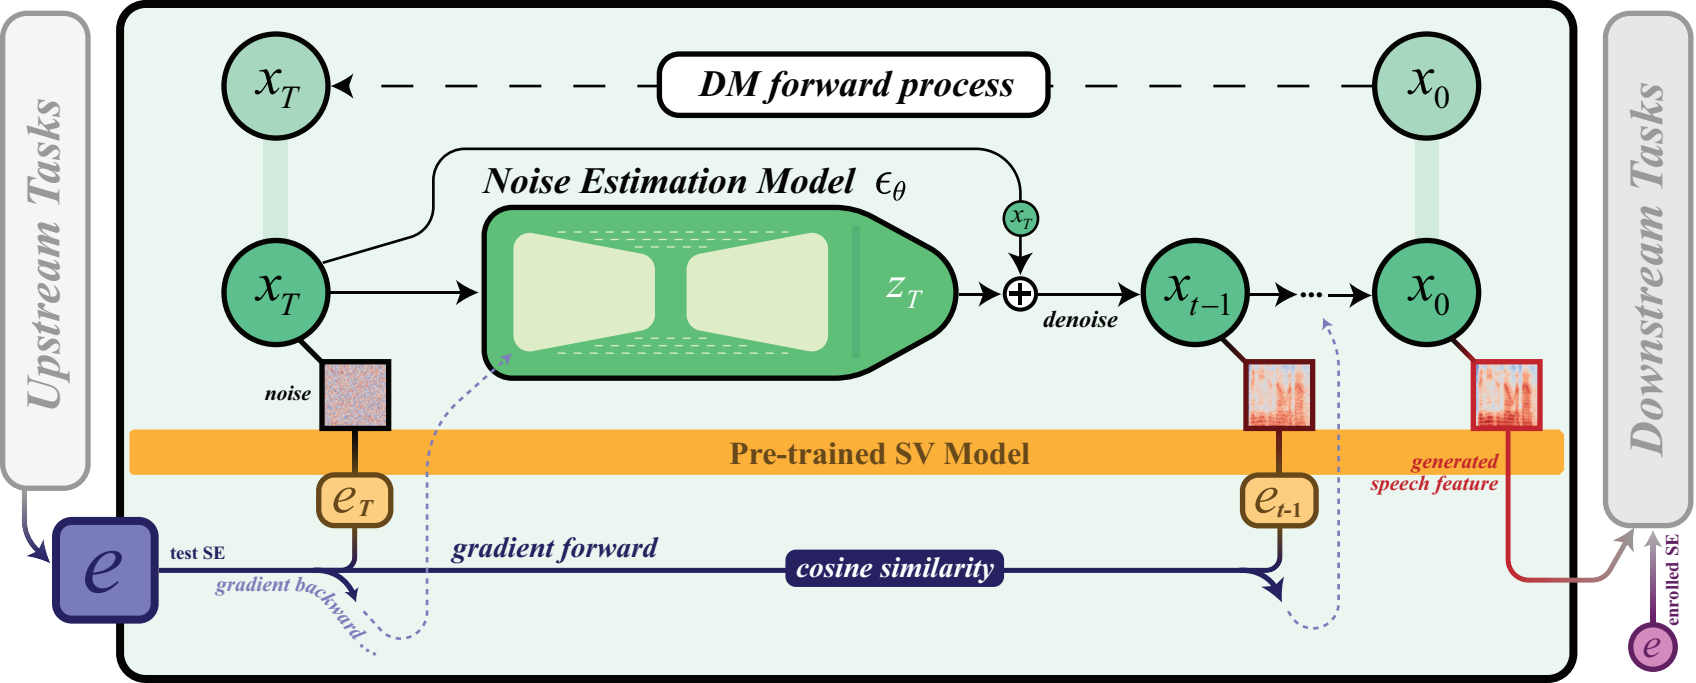 Upstream Tasks
Downstream Tasks
x_T
DM forward process
x_0
Noise Estimation Model ϵ_θ
x_T
x_T
z_T
denoise
x_{t−1}
...
x_0
noise
Pre-trained SV Model
generated
speech feature
e_T
e_{t-1}
e
test SE
gradient forward
cosine similarity
gradient backward ...
enrolled SE
e